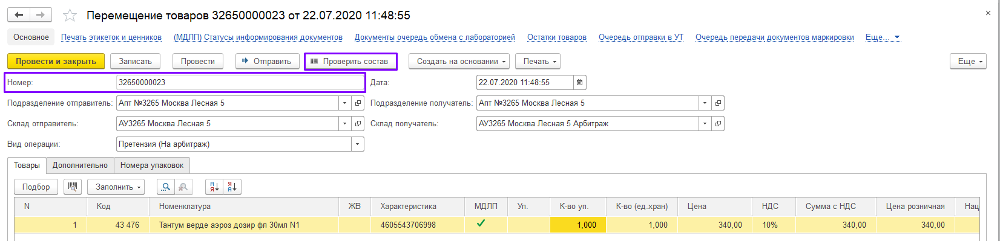 Перемещение товаров 32650000023 от 22.07.2020 11:48:55
Основное Печать этикеток и ценников (МДЛП) Статусы информирования документов Документы очередь обмена с лабораторией Остатки товаров Очередь отправки в УТ Очередь передачи документов маркировки Еще...
Провести и закрыть Записать Провести Отправить Проверить состав Создать на основании Печать Еще
Номер: 32650000023 Дата: 22.07.2020 11:48:55
Подразделение отправитель: Апт №3265 Москва Лесная 5 Подразделение получатель: Апт №3265 Москва Лесная 5
Склад отправитель: АУ3265 Москва Лесная 5 Склад получатель: АУ3265 Москва Лесная 5 Арбитраж
Вид операции: Претензия (На арбитраж)
Товары Дополнительно Номера упаковок
Подбор Заполнить
N Код Номенклатура ЖВ Характеристика МДЛП Уп. К-во уп. К-во (ед.хран) Цена НДС Сумма с НДС Цена розничная Нац
1 43 476 Тантум верде аэроз дозир фл 30мл N1 4605543706998 1,000 1,000 340,00 10% 340,00 340,00